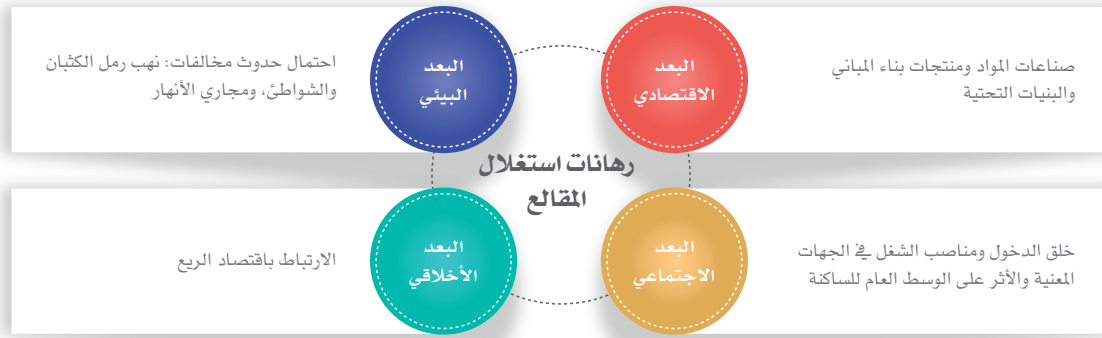 رهانات استغلال
المقالع
البعد
الاقتصادي
صناعات المواد ومنتجات بناء المباني
والبنيات التحتية
البعد
البيئي
احتمال حدوث مخالفات: نهب رمل الكثبان
والشواطئ، ومجاري الأنهار
البعد
الاجتماعي
خلق الدخول ومناصب الشغل في الجهات
المعنية والأثر على الوسط العام للساكنة
البعد
الأخلاقي
الارتباط باقتصاد الريع